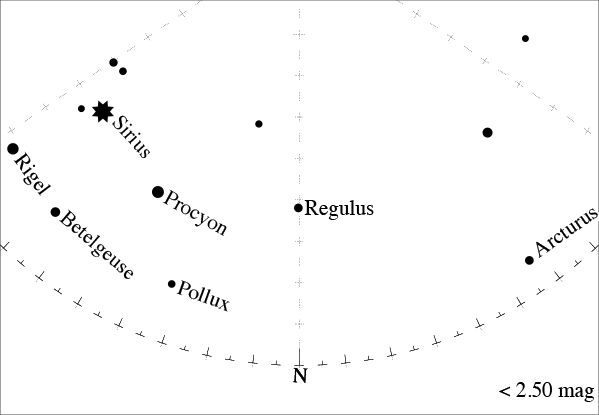 Sirius
Rigel
Procyon
Regulus
Arcturus
Betelgeuse
Pollux
N
< 2.50 mag